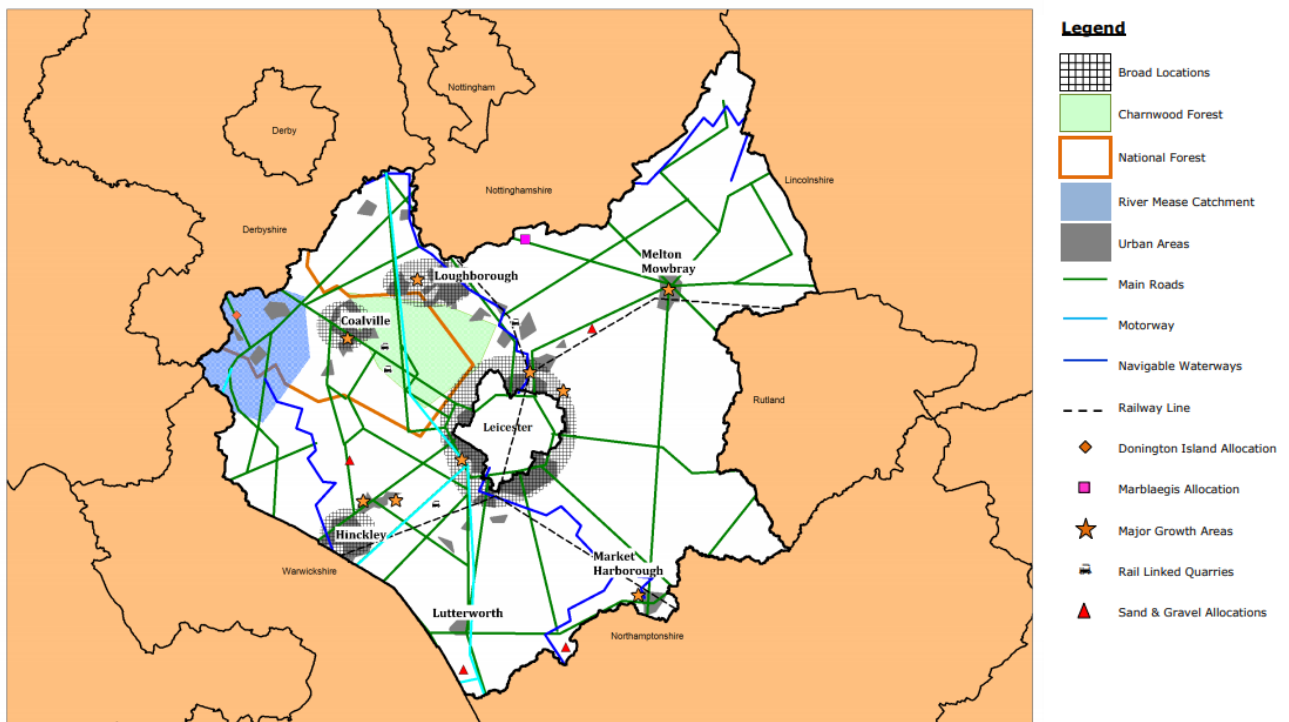 Nottingham
Derby
Nottinghamshire
Lincolnshire
Derbyshire
Melton
Mowbray
Loughborough
Coalville
Rutland
Leicester
Hinckley
Warwickshire
Market
Harborough
Lutterworth
Northamptonshire
Legend
Broad Locations
Charnwood Forest
National Forest
River Mease Catchment
Urban Areas
Main Roads
Motorway
Navigable Waterways
Railway Line
Donington Island Allocation
Marblaegis Allocation
Major Growth Areas
Rail Linked Quarries
Sand & Gravel Allocations